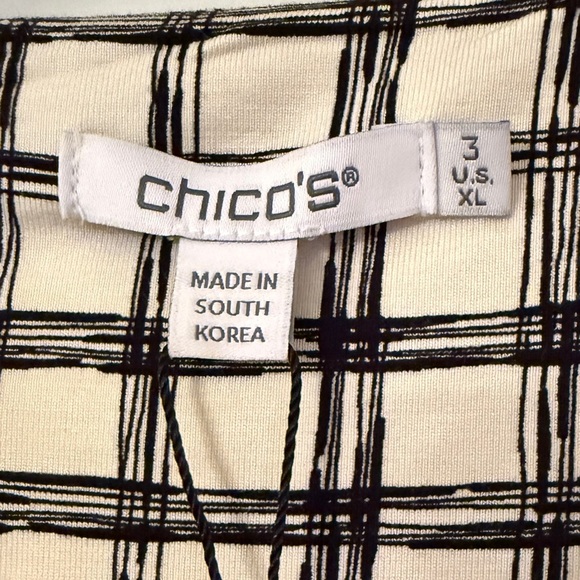 chico's®
3
U.S.
XL
MADE IN
SOUTH
KOREA